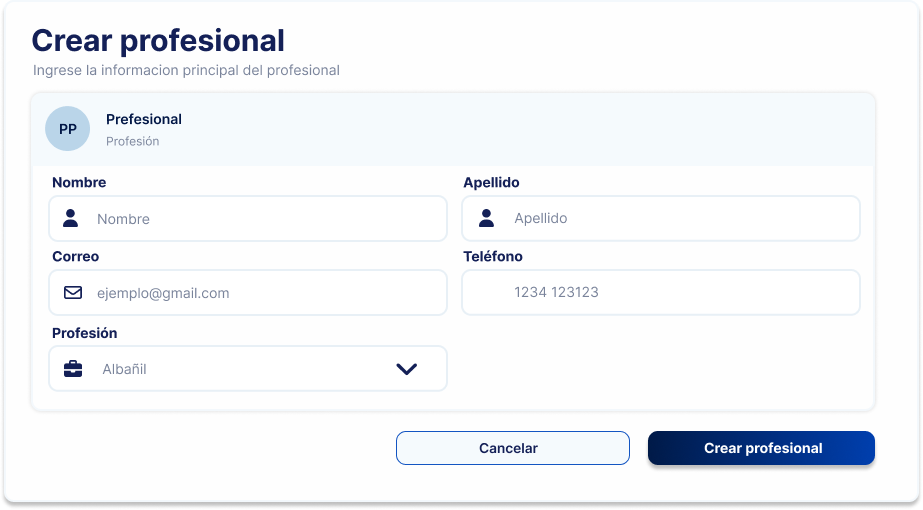 Crear profesional
Ingrese la informacion principal del profesional
PP
Prefesional
Profesión
Nombre
Apellido
Nombre
Apellido
Correo
Teléfono
ejemplo@gmail.com
1234 123123
Profesión
Albañil
Cancelar
Crear profesional